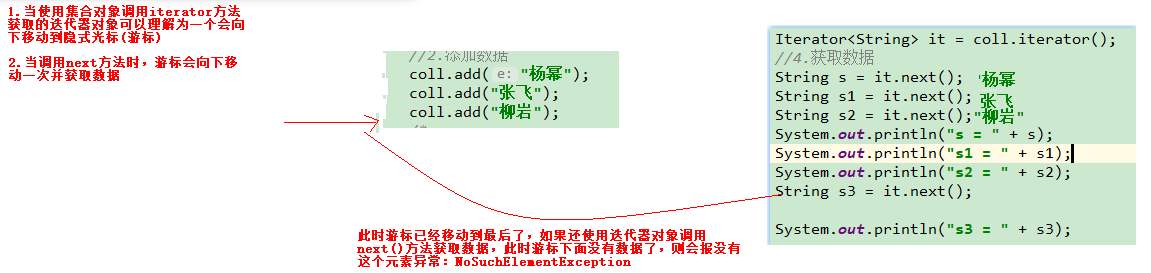 1.当使用集合对象调用iterator方法
获取的迭代器对象可以理解为一个会向
下移动到隐式光标(游标)
2.当调用next方法时，游标会向下移
动一次并获取数据
//2.添加数据
coll.add( e: "杨幂");
coll.add("张飞");
coll.add("柳岩");
Iterator<String> it = coll.iterator();
//4.获取数据
String s = it.next(); "杨幂
String s1 = it.next(); 张飞
String s2 = it.next();"柳岩"
System.out.println("s = " + s);
System.out.println("s1 = " + s1);
System.out.println("s2 = " + s2);
String s3 = it.next();
System.out.println("s3 = " + s3);
此时游标已经移动到最后了，如果还使用迭代器对象调用
next()方法获取数据，此时游标下面没有数据了，则会报没有
这个元素异常：NoSuchElementException